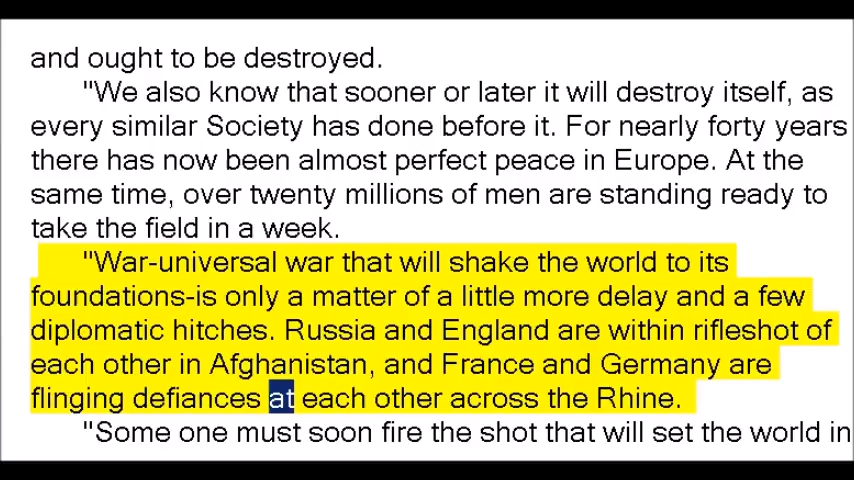 and ought to be destroyed.
"We also know that sooner or later it will destroy itself, as
every similar Society has done before it. For nearly forty years
there has now been almost perfect peace in Europe. At the
same time, over twenty millions of men are standing ready to
take the field in a week.
"War-universal war that will shake the world to its
foundations-is only a matter of a little more delay and a few
diplomatic hitches. Russia and England are within rifleshot of
each other in Afghanistan, and France and Germany are
flinging defiances at each other across the Rhine.
"Some one must soon fire the shot that will set the world in